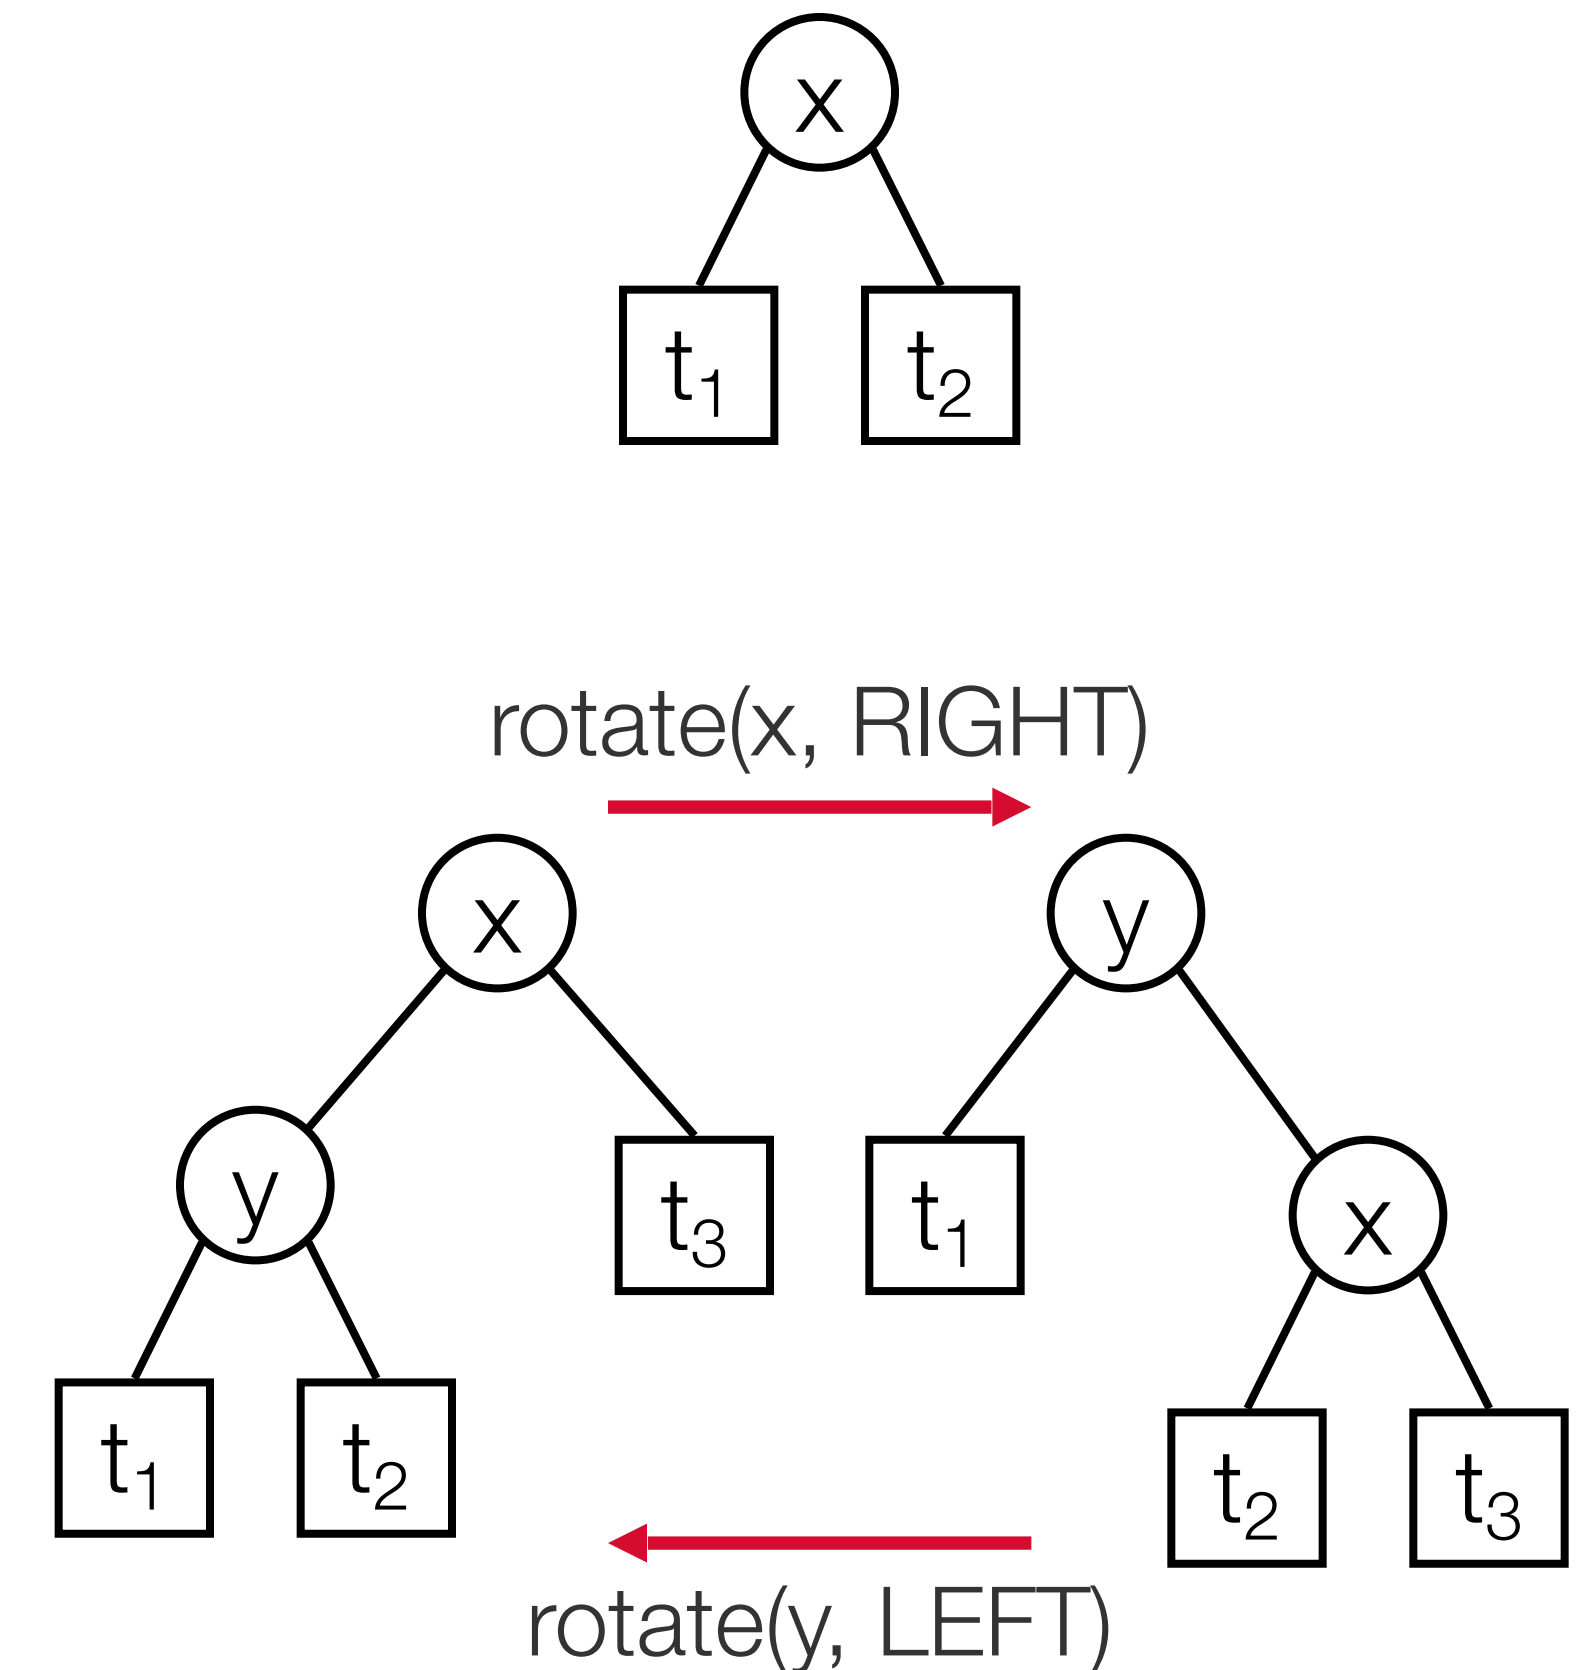 x
t₁ t₂
rotate(x, RIGHT)
x y
y t₃ t₁ x
t₁ t₂ t₂ t₃
rotate(y, LEFT)